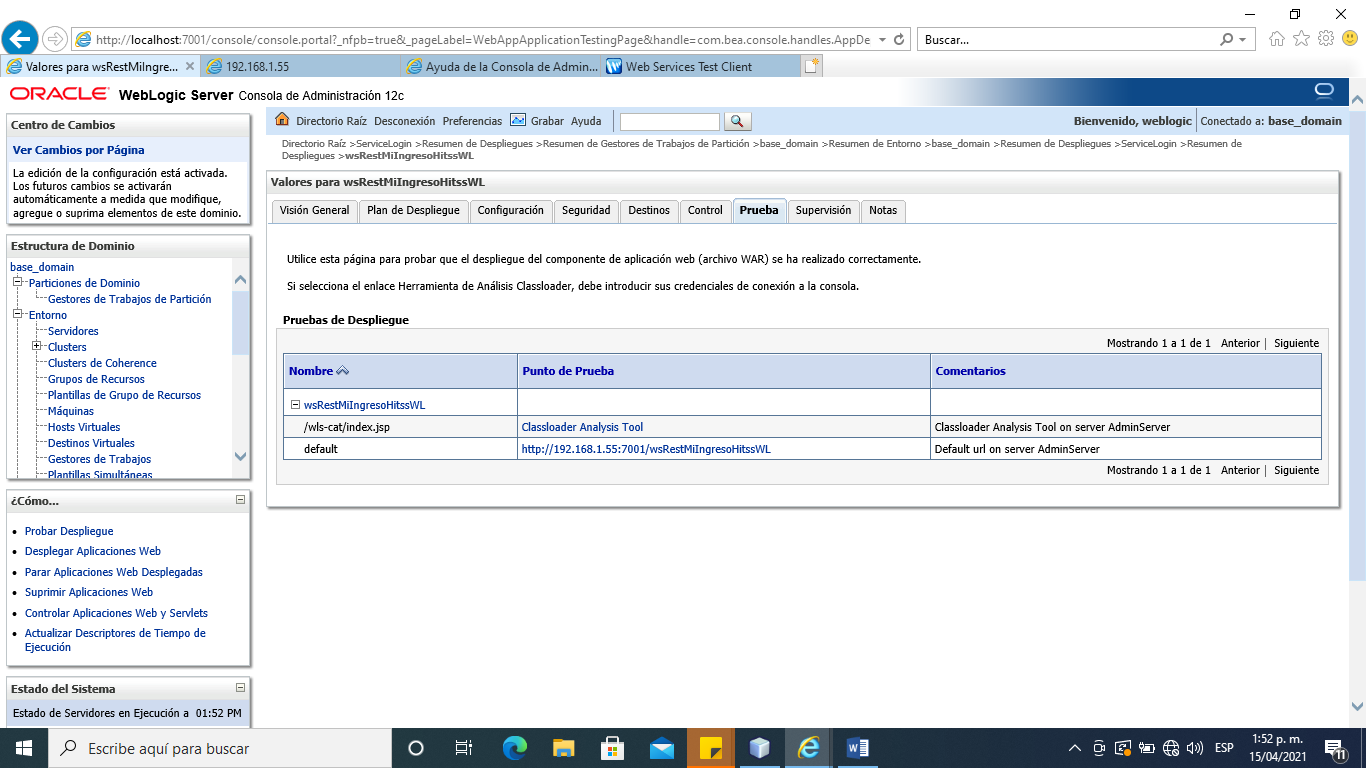 http://localhost:7001/console/console.portal?_nfpb=true&_pageLabel=WebAppApplicationTestingPage&handle=com.bea.console.handles.AppDe
Buscar...
Valores para wsRestMiIngre...
192.168.1.55
Ayuda de la Consola de Admin...
Web Services Test Client
ORACLE WebLogic Server Consola de Administración 12c
Centro de Cambios
Ver Cambios por Página
La edición de la configuración está activada.
Los futuros cambios se activarán
automáticamente a medida que modifique,
agregue o suprima elementos de este dominio.
Estructura de Dominio
base_domain
Particiones de Dominio
Gestores de Trabajos de Partición
Entorno
Servidores
Clusters
Clusters de Coherence
Grupos de Recursos
Plantillas de Grupo de Recursos
Máquinas
Hosts Virtuales
Destinos Virtuales
Gestores de Trabajos
Plantillas Simultáneas
¿Cómo...
Probar Despliegue
Desplegar Aplicaciones Web
Parar Aplicaciones Web Desplegadas
Suprimir Aplicaciones Web
Controlar Aplicaciones Web y Servlets
Actualizar Descriptores de Tiempo de
Ejecución
Estado del Sistema
Estado de Servidores en Ejecución a 01:52 PM
Directorio Raíz Desconexión Preferencias Grabar Ayuda
Bienvenido, weblogic Conectado a: base_domain
Directorio Raíz >ServiceLogin >Resumen de Despliegues >Resumen de Gestores de Trabajos de Partición >base_domain >Resumen de Entorno >base_domain >Resumen de Despliegues >ServiceLogin >Resumen de
Despliegues >wsRestMiIngresoHitssWL
Valores para wsRestMiIngresoHitssWL
Visión General Plan de Despliegue Configuración Seguridad Destinos Control Prueba Supervisión Notas
Utilice esta página para probar que el despliegue del componente de aplicación web (archivo WAR) se ha realizado correctamente.
Si selecciona el enlace Herramienta de Análisis Classloader, debe introducir sus credenciales de conexión a la consola.
Pruebas de Despliegue
Mostrando 1 a 1 de 1 Anterior | Siguiente
Nombre Punto de Prueba Comentarios
wsRestMiIngresoHitssWL
/wls-cat/index.jsp Classloader Analysis Tool Classloader Analysis Tool on server AdminServer
default http://192.168.1.55:7001/wsRestMiIngresoHitssWL Default url on server AdminServer
Mostrando 1 a 1 de 1 Anterior | Siguiente
Escribe aquí para buscar
ESP
1:52 p. m.
15/04/2021
11